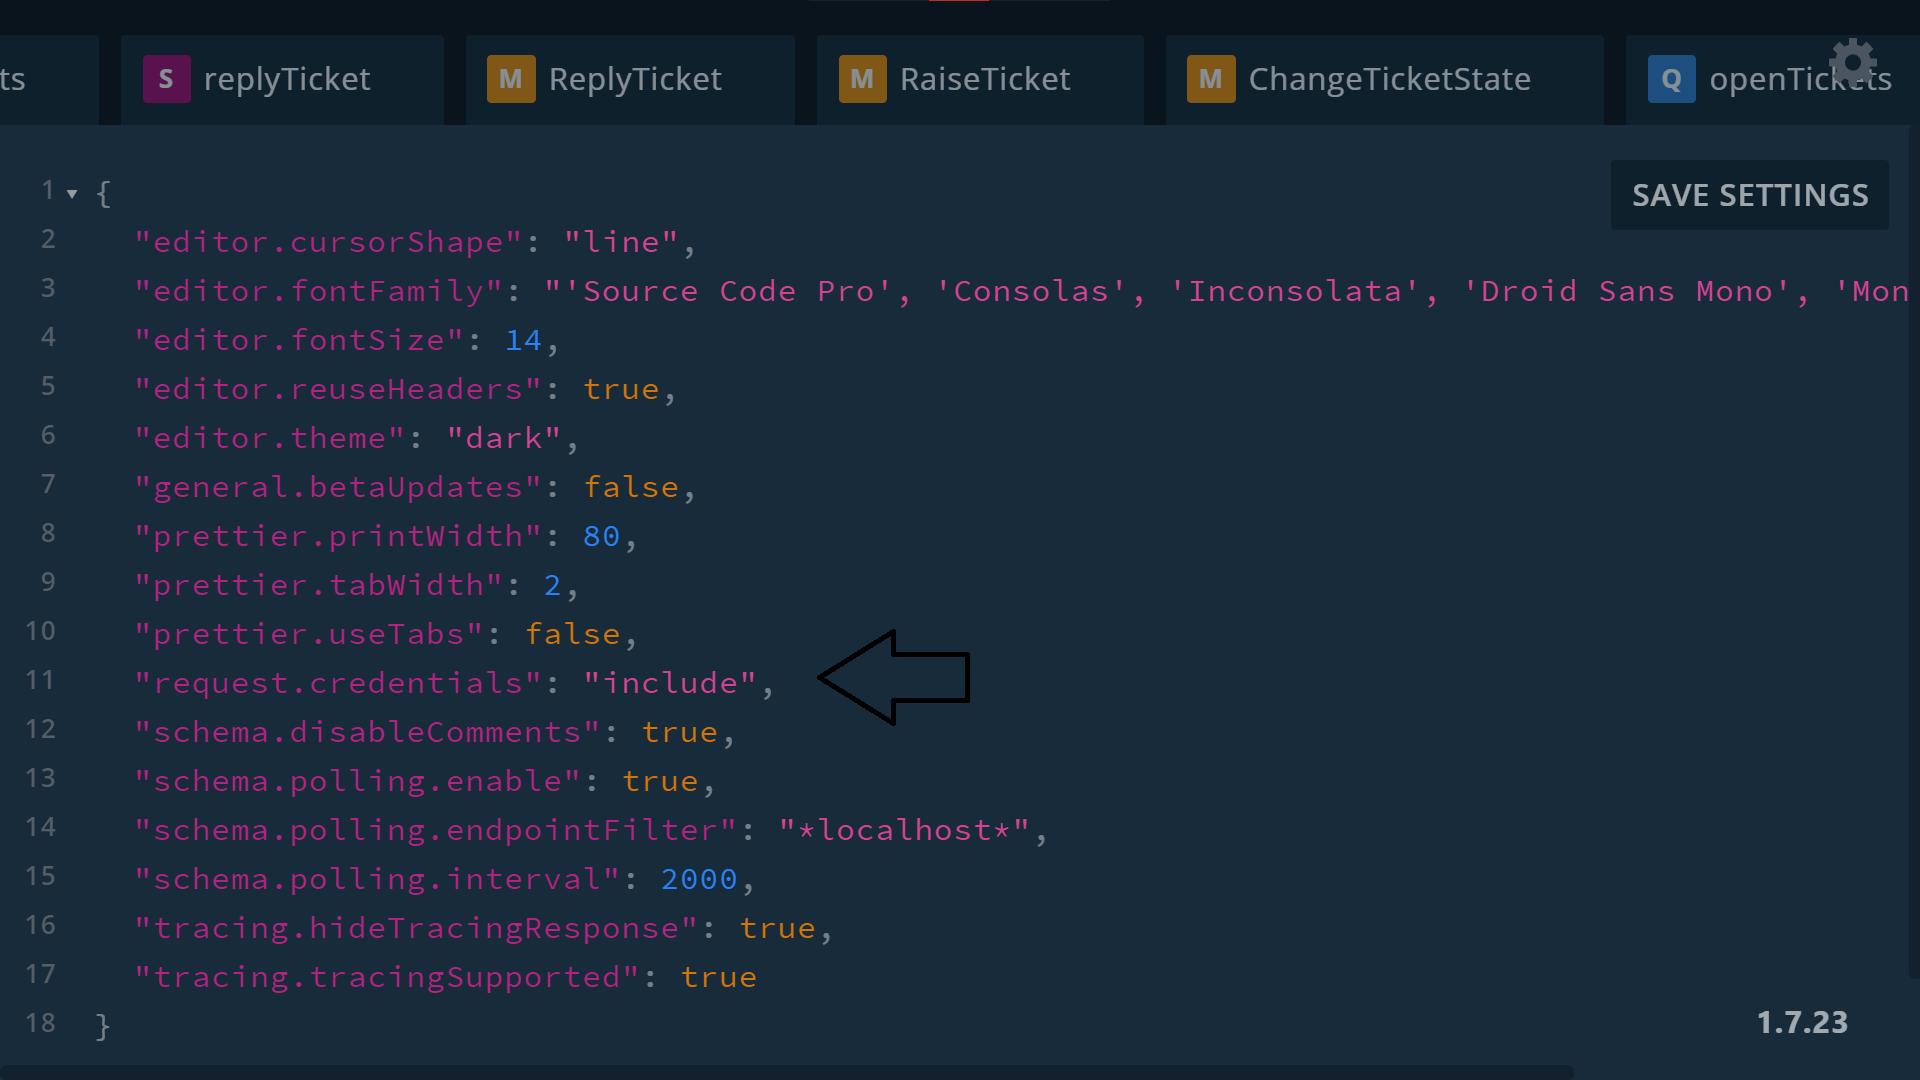 ts
S replyTicket
M ReplyTicket
M RaiseTicket
M ChangeTicketState
Q openTickets
SAVE SETTINGS
1 {
2 "editor.cursorShape": "line",
3 "editor.fontFamily": "'Source Code Pro', 'Consolas', 'Inconsolata', 'Droid Sans Mono', 'Mon
4 "editor.fontSize": 14,
5 "editor.reuseHeaders": true,
6 "editor.theme": "dark",
7 "general.betaUpdates": false,
8 "prettier.printWidth": 80,
9 "prettier.tabWidth": 2,
10 "prettier.useTabs": false,
11 "request.credentials": "include",
12 "schema.disableComments": true,
13 "schema.polling.enable": true,
14 "schema.polling.endpointFilter": "*localhost*",
15 "schema.polling.interval": 2000,
16 "tracing.hideTracingResponse": true,
17 "tracing.tracingSupported": true
18 }
1.7.23